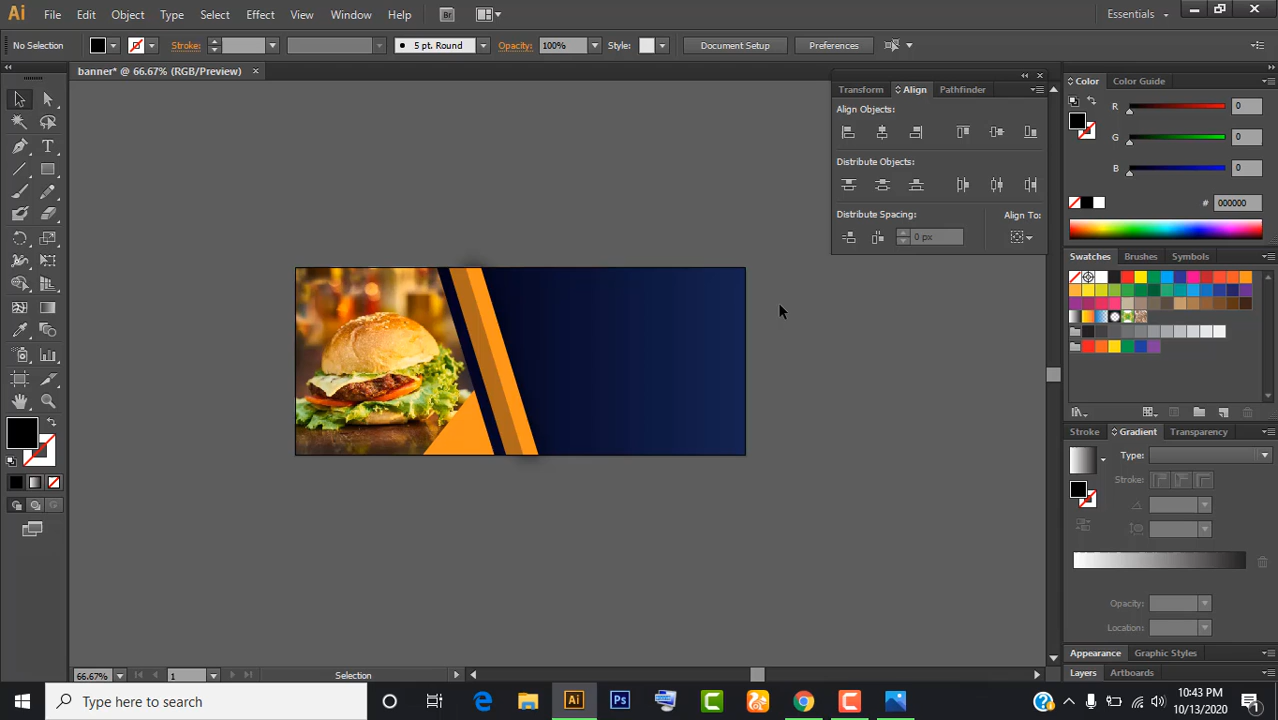 Ai File Edit Object Type Select Effect View Window Help Br Essentials
No Selection Stroke: 5 pt. Round Opacity: 100% Style: Document Setup Preferences
banner* @ 66.67% (RGB/Preview)
Transform Align Pathfinder
Align Objects:
Distribute Objects:
Distribute Spacing: Align To:
0 px
Color Color Guide
R 0
G 0
B 0
# 000000
Swatches Brushes Symbols
Stroke Gradient Transparency
Type:
Stroke:
Opacity:
Location:
Appearance Graphic Styles
Layers Artboards
66.67% 1 Selection
Type here to search Ai Ps 10:43 PM
10/13/2020